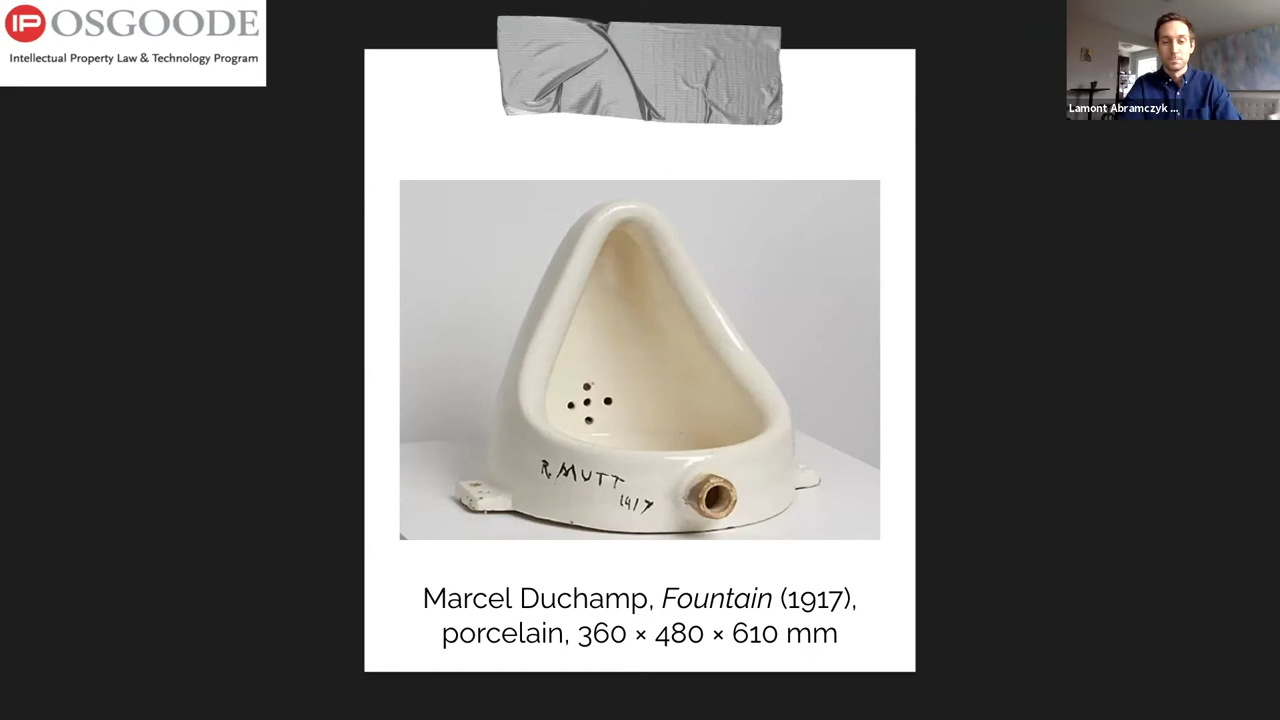 IP OSGOODE
Intellectual Property Law & Technology Program
Lamont Abramczyk ...
R. MUTT
1917
Marcel Duchamp, Fountain (1917),
porcelain, 360 × 480 × 610 mm